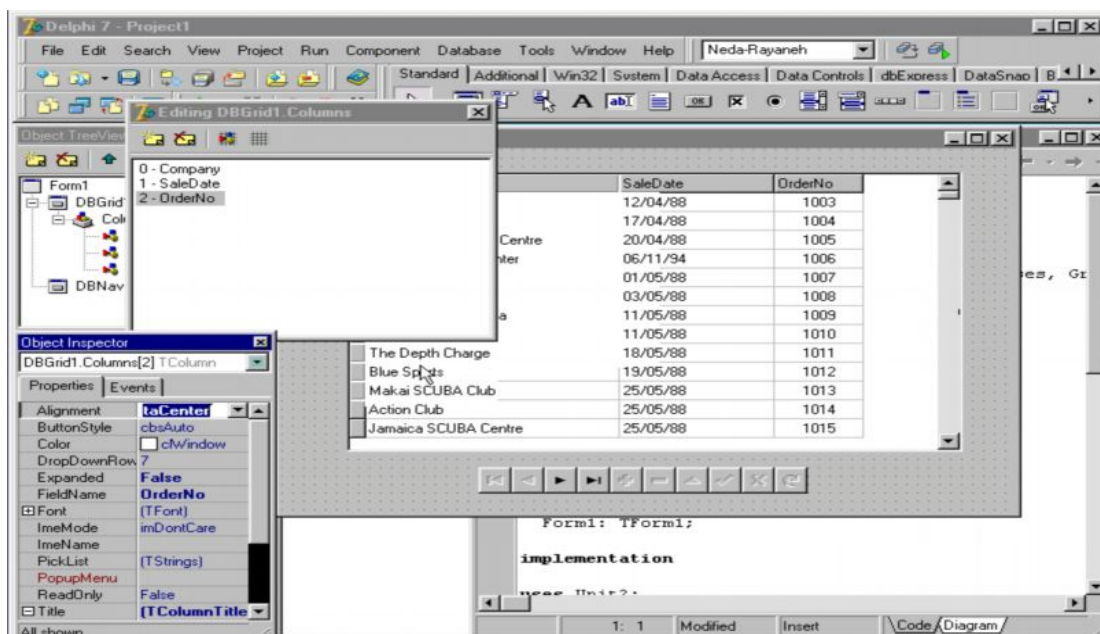 Delphi 7 - Project1
File Edit Search View Project Run Component Database Tools Window Help
Neda-Rayaneh
Standard Additional Win32 System Data Access Data Controls dbExpress DataSnap B
Editing DBGrid1.Columns
0 - Company
1 - SaleDate
2 - OrderNo
Object TreeView
Form1
DBGrid
Col
DBNav
SaleDate OrderNo
12/04/88 1003
17/04/88 1004
Centre 20/04/88 1005
nter 06/11/94 1006
01/05/88 1007
03/05/88 1008
a 11/05/88 1009
11/05/88 1010
The Depth Charge 18/05/88 1011
Blue Sports 19/05/88 1012
Makai SCUBA Club 25/05/88 1013
Action Club 25/05/88 1014
Jamaica SCUBA Centre 25/05/88 1015
es, Gr
Object Inspector
DBGrid1.Columns[2] TColumn
Properties Events
Alignment taCenter
ButtonStyle cbsAuto
Color clWindow
DropDownRow 7
Expanded False
FieldName OrderNo
Font (TFont)
ImeMode imDontCare
ImeName
PickList (TStrings)
PopupMenu
ReadOnly False
Title (TColumnTitle
All shown
Form1: TForm1;
implementation
uses Unit2;
1: 1 Modified Insert Code Diagram